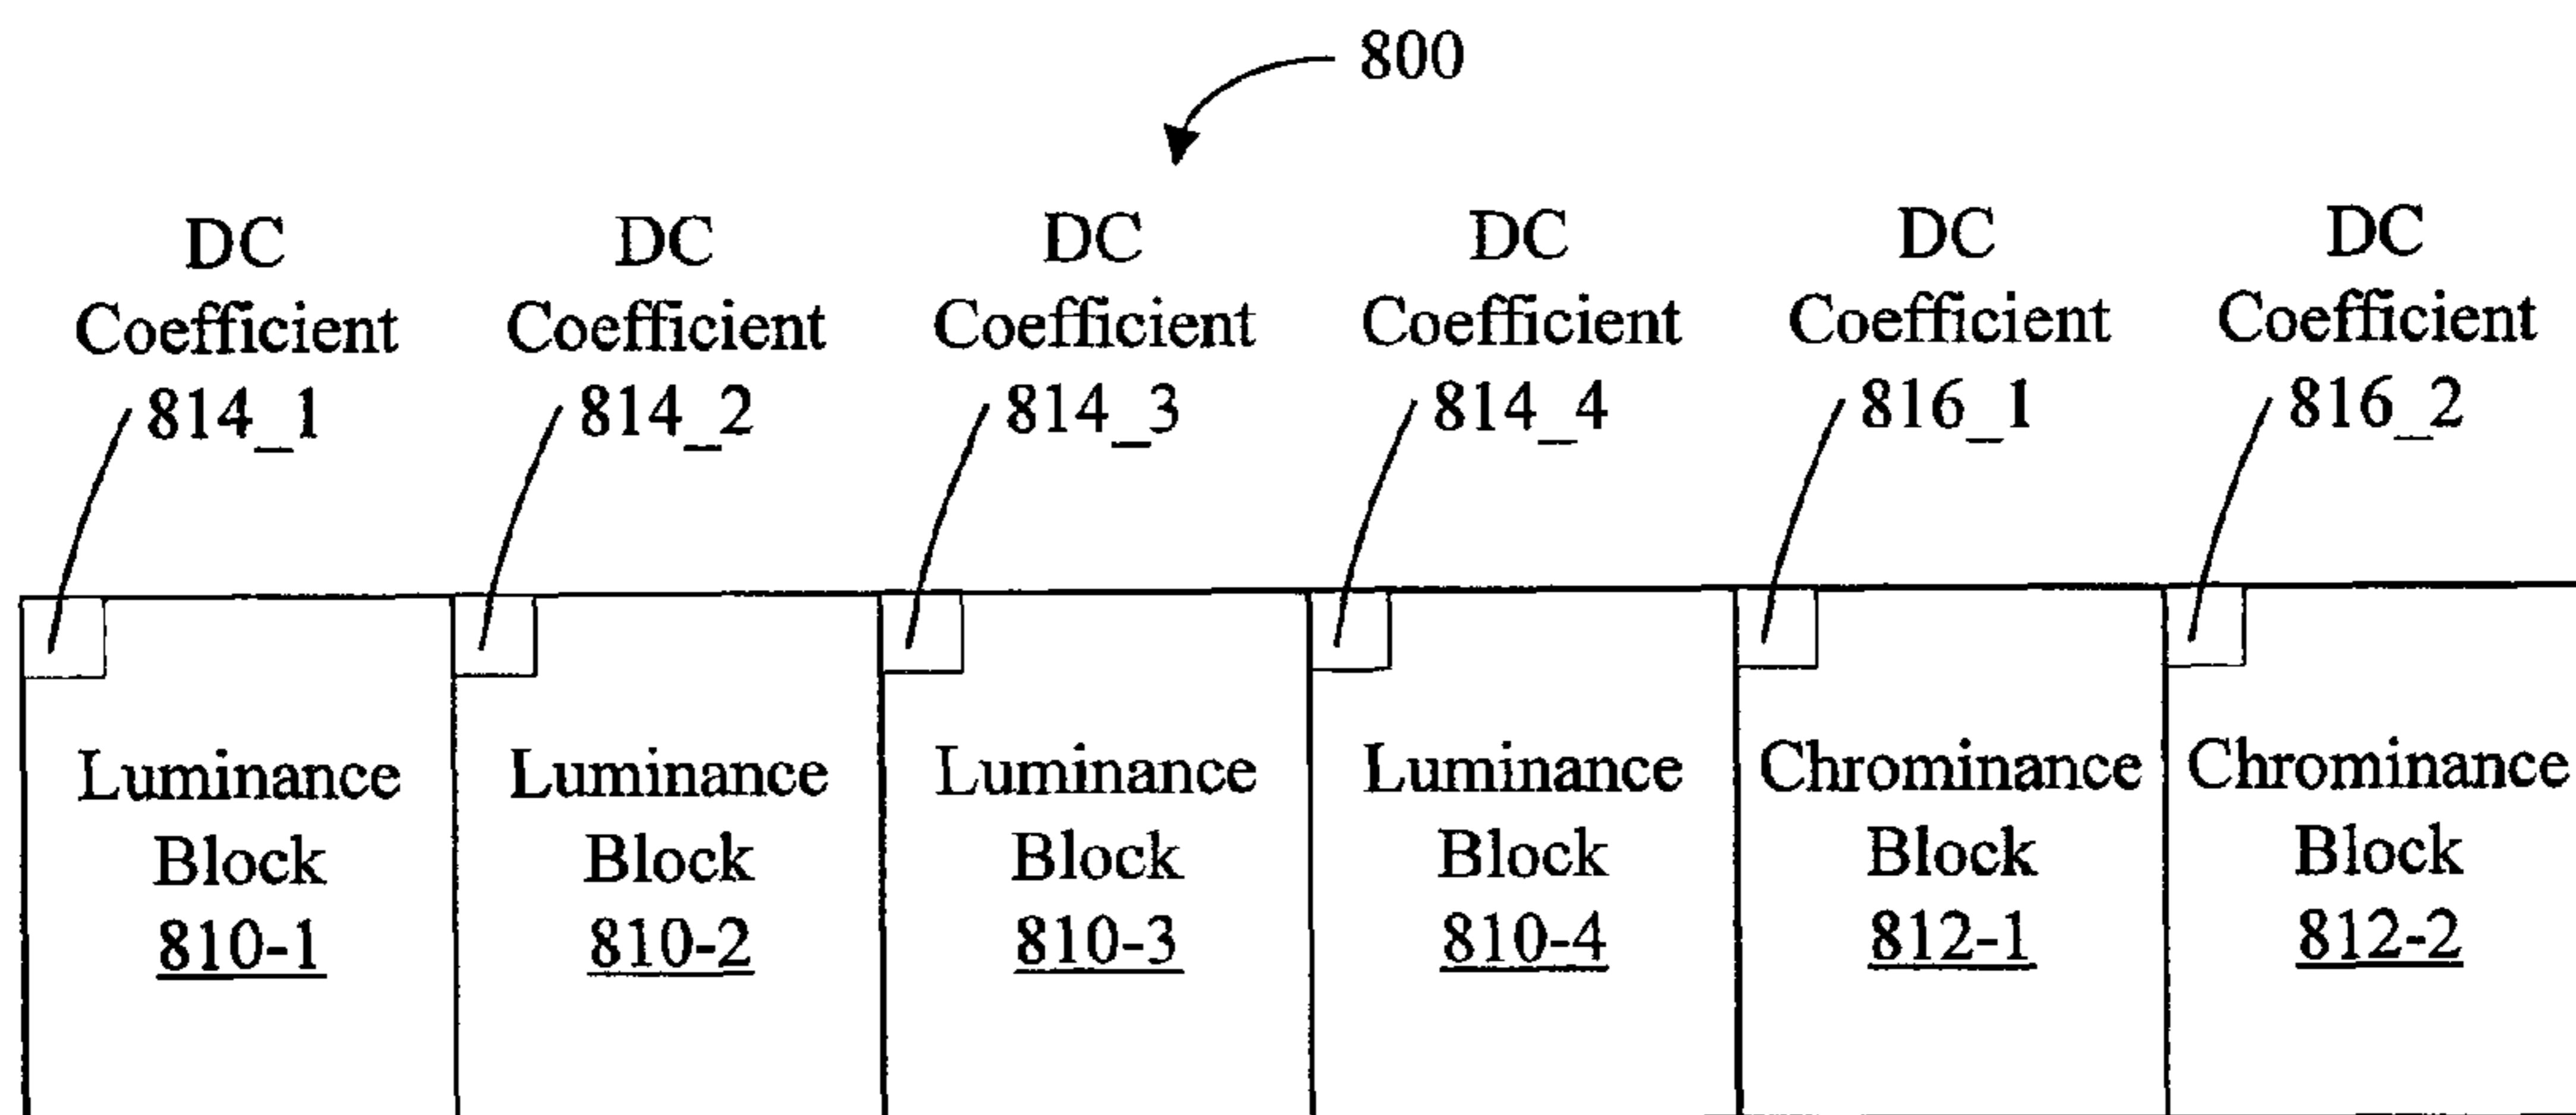 800
DC
Coefficient
814_1
DC
Coefficient
814_2
DC
Coefficient
814_3
DC
Coefficient
814_4
DC
Coefficient
816_1
DC
Coefficient
816_2
Luminance
Block
810-1
Luminance
Block
810-2
Luminance
Block
810-3
Luminance
Block
810-4
Chrominance
Block
812-1
Chrominance
Block
812-2